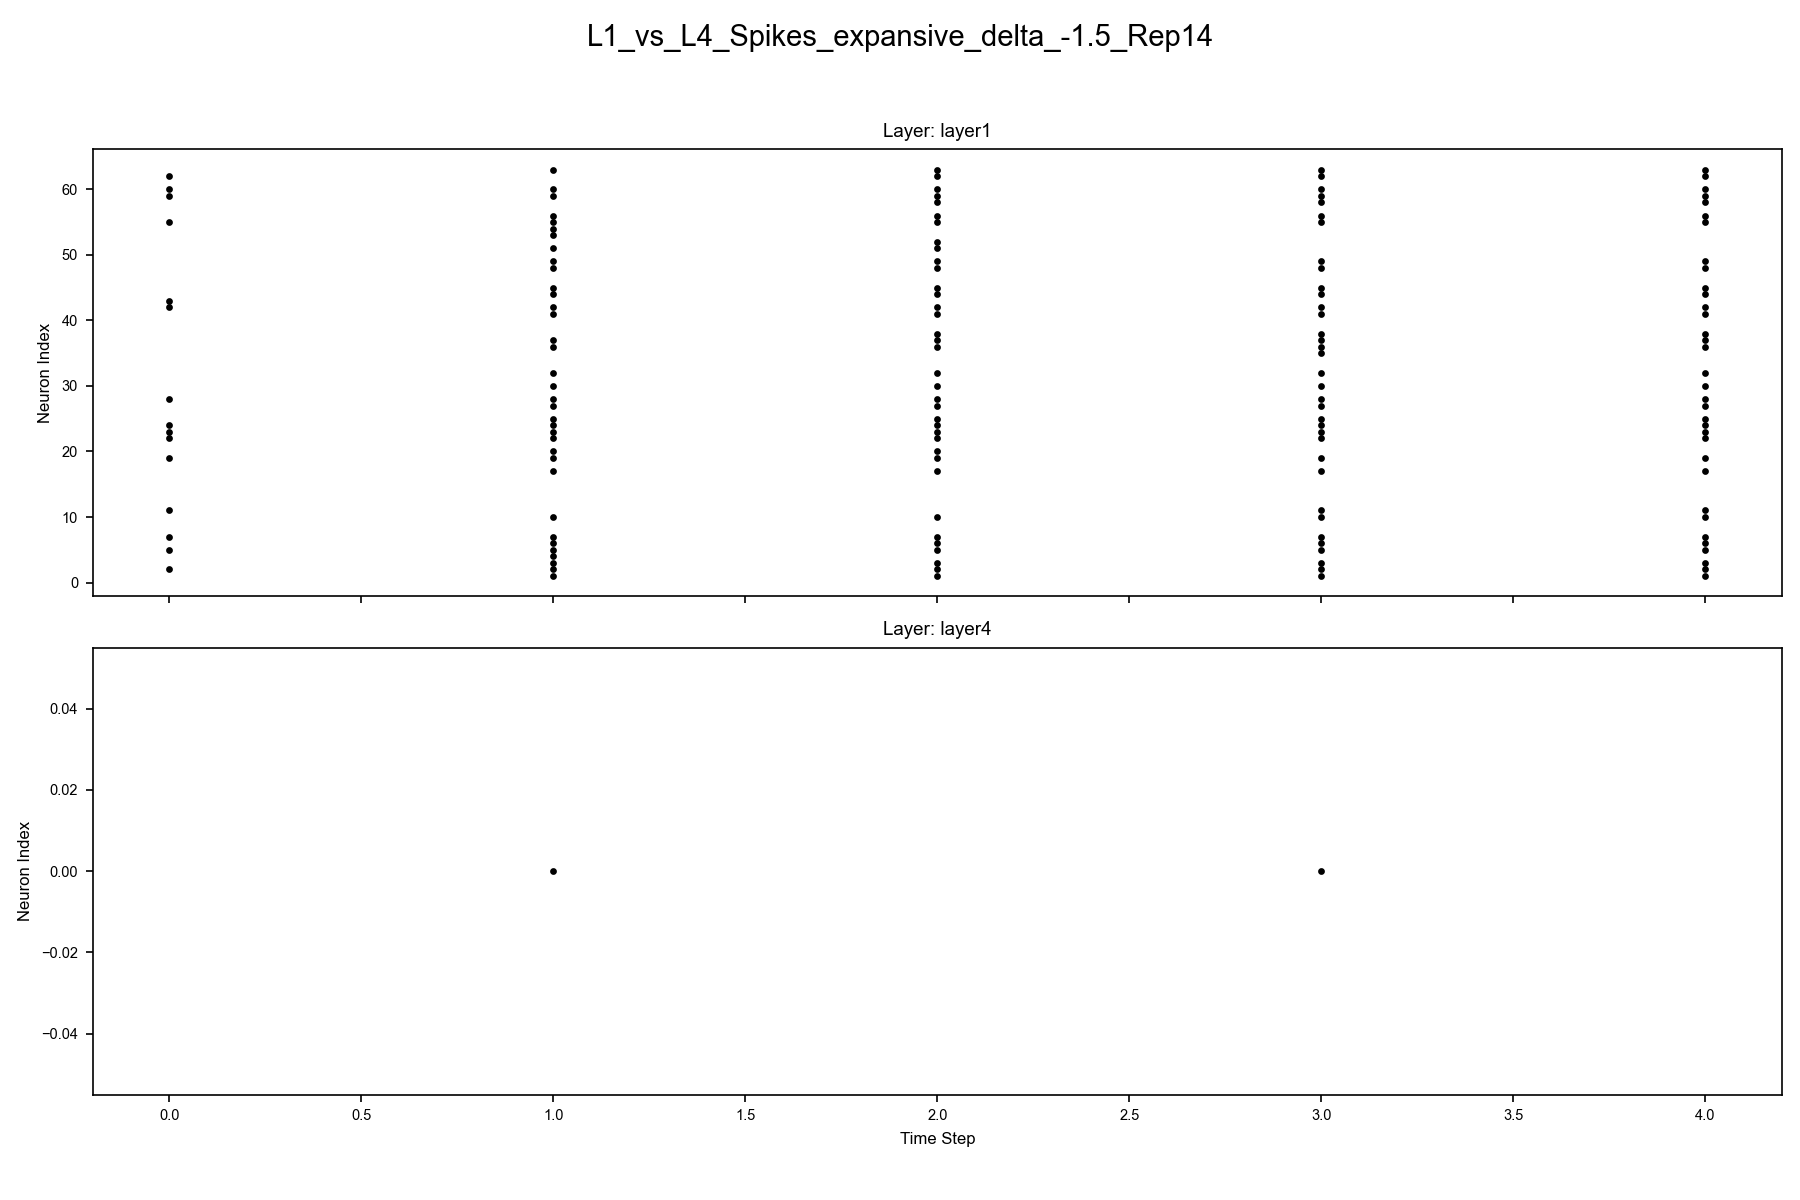 L1_vs_L4_Spikes_expansive_delta_-1.5_Rep14
Layer: layer1
60
50
40
30
20
10
0
Neuron Index
Layer: layer4
0.04
0.02
0.00
−0.02
−0.04
Neuron Index
0.0 0.5 1.0 1.5 2.0 2.5 3.0 3.5 4.0
Time Step